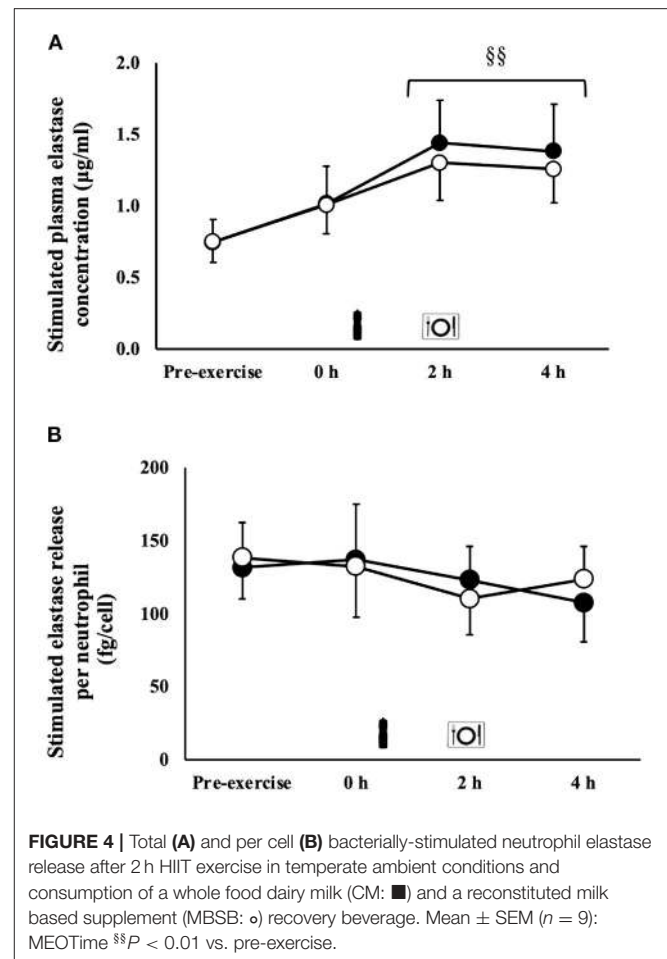 A
§§
2.0
1.5
1.0
0.5
0.0
Stimulated plasma elastase
concentration (µg/ml)
Pre-exercise 0 h 2 h 4 h
B
200
150
100
50
0
Stimulated elastase release
per neutrophil
(fg/cell)
Pre-exercise 0 h 2 h 4 h
FIGURE 4 | Total (A) and per cell (B) bacterially-stimulated neutrophil elastase
release after 2 h HIIT exercise in temperate ambient conditions and
consumption of a whole food dairy milk (CM: ■) and a reconstituted milk
based supplement (MBSB: ∘) recovery beverage. Mean ± SEM (n = 9):
MEOTime §§P < 0.01 vs. pre-exercise.